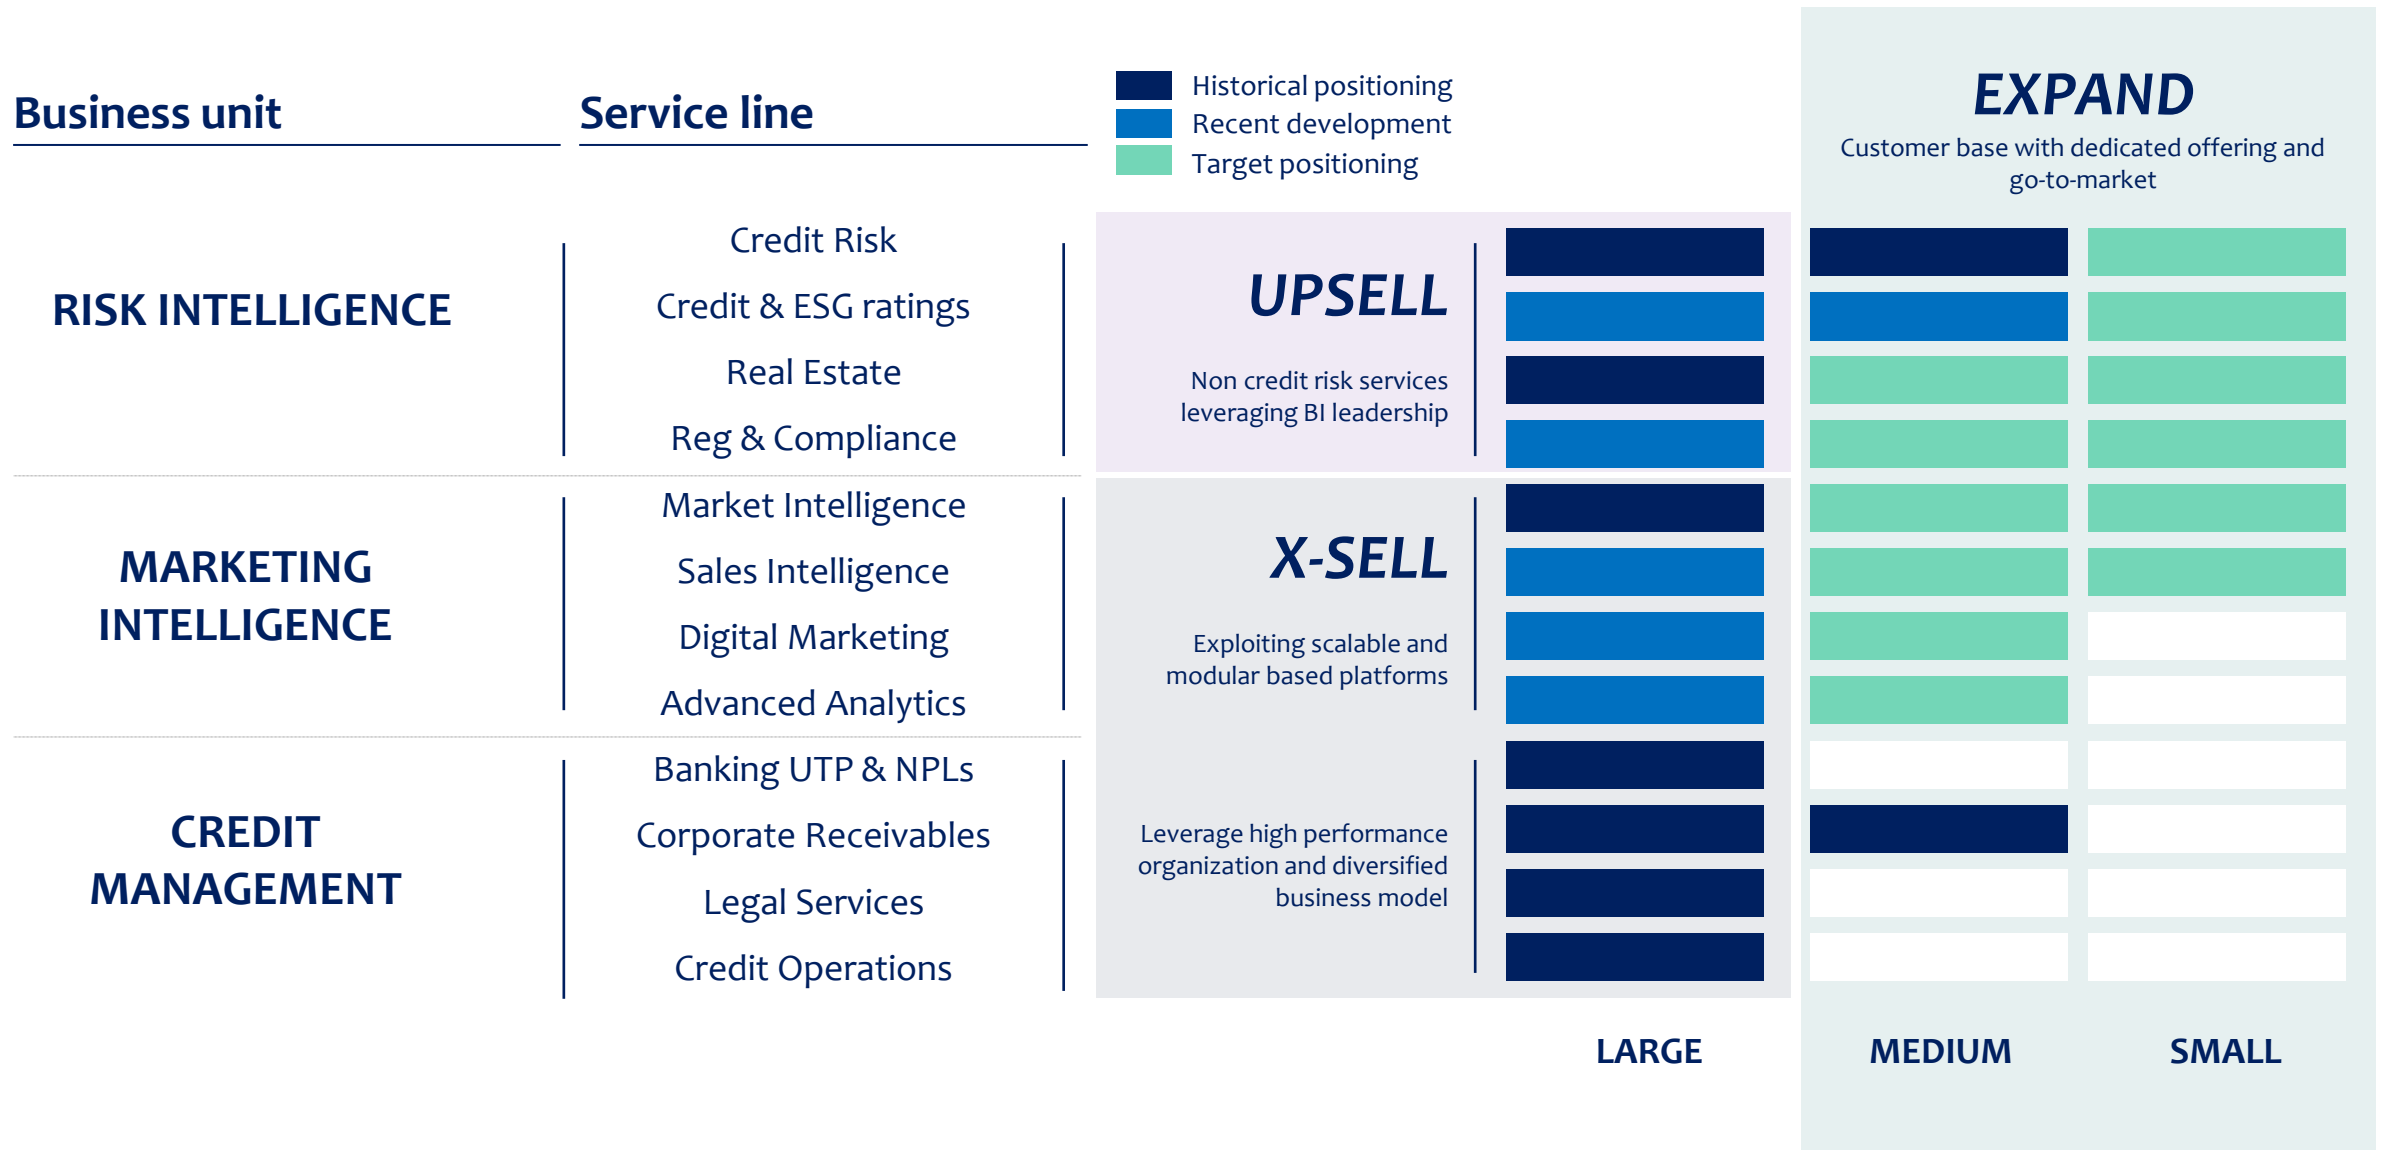 Business unit
Service line
Historical positioning
Recent development
Target positioning
EXPAND
Customer base with dedicated offering and
go-to-market
RISK INTELLIGENCE
Credit Risk
Credit & ESG ratings
Real Estate
Reg & Compliance
UPSELL
Non credit risk services
leveraging BI leadership
MARKETING
INTELLIGENCE
Market Intelligence
Sales Intelligence
Digital Marketing
Advanced Analytics
X-SELL
Exploiting scalable and
modular based platforms
CREDIT
MANAGEMENT
Banking UTP & NPLs
Corporate Receivables
Legal Services
Credit Operations
Leverage high performance
organization and diversified
business model
LARGE
MEDIUM
SMALL